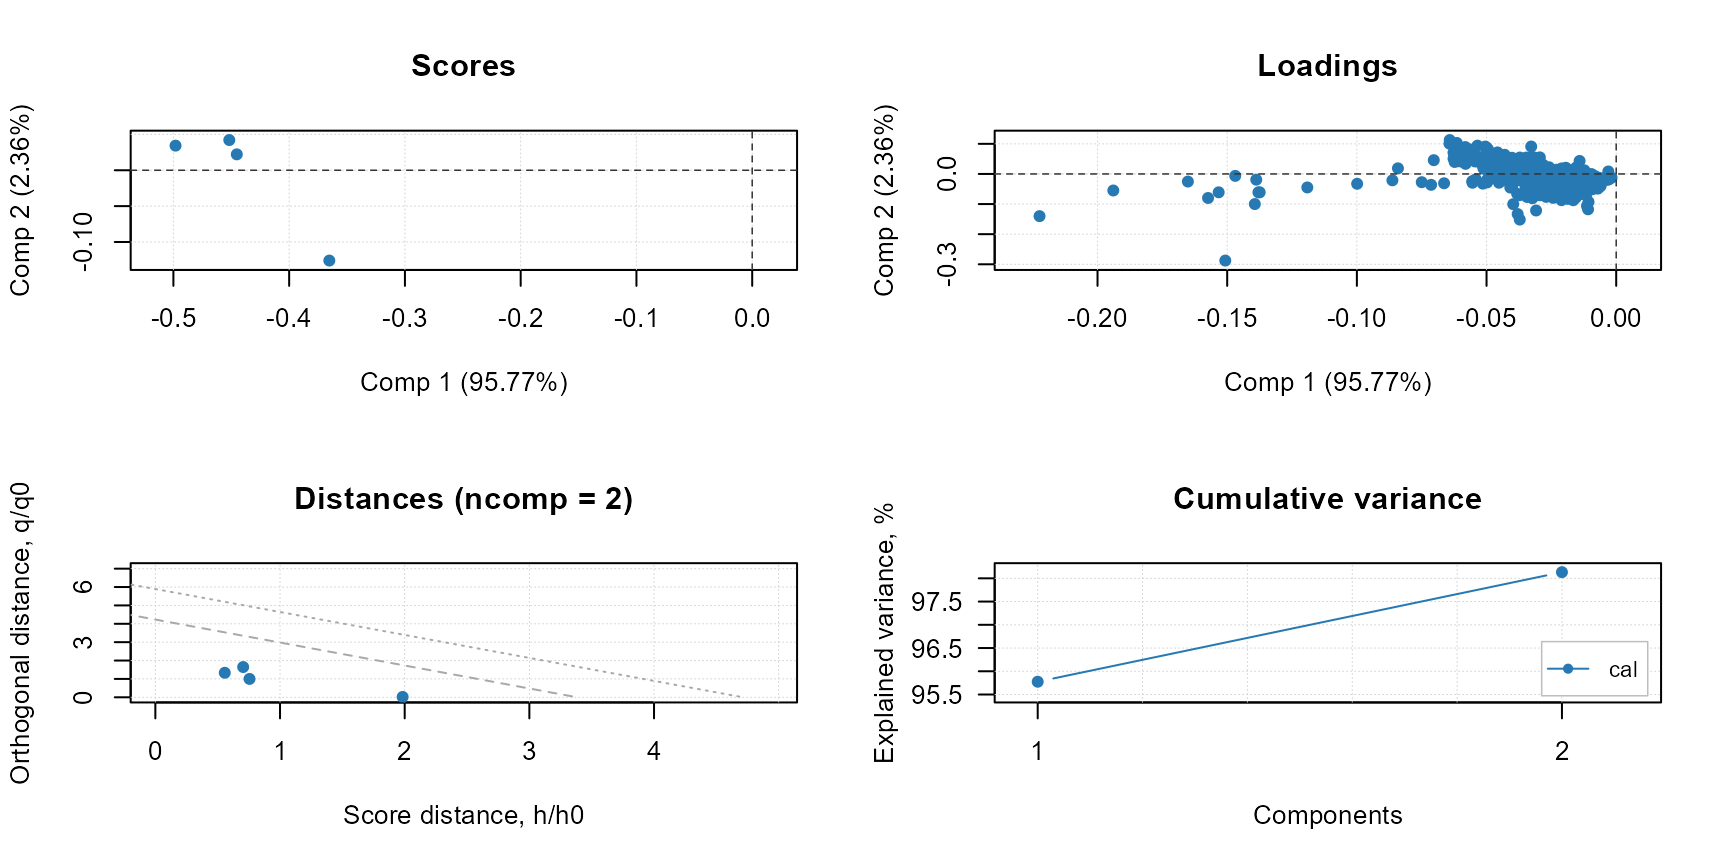 Scores
Comp 2 (2.36%)
-0.10
-0.5 -0.4 -0.3 -0.2 -0.1 0.0
Comp 1 (95.77%)
Loadings
Comp 2 (2.36%)
0.0
-0.3
-0.20 -0.15 -0.10 -0.05 0.00
Comp 1 (95.77%)
Distances (ncomp = 2)
Orthogonal distance, q/q0
6
3
0
0 1 2 3 4
Score distance, h/h0
Cumulative variance
Explained variance, %
97.5
96.5
95.5
cal
1 2
Components